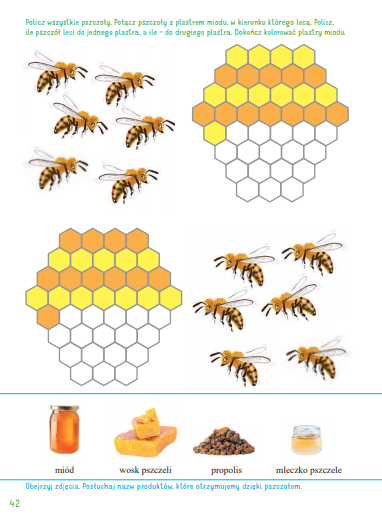 Policz wszystkie pszczoły. Połącz pszczoły z plastrem miodu, w kierunku którego lecą. Policz,
ile pszczół leci do jednego plastra, a ile – do drugiego plastra. Dokończ kolorować plastry miodu.
miód
wosk pszczeli
propolis
mleczko pszczele
Obejrzyj zdjęcia. Posłuchaj nazw produktów, które otrzymujemy dzięki pszczołom.
42